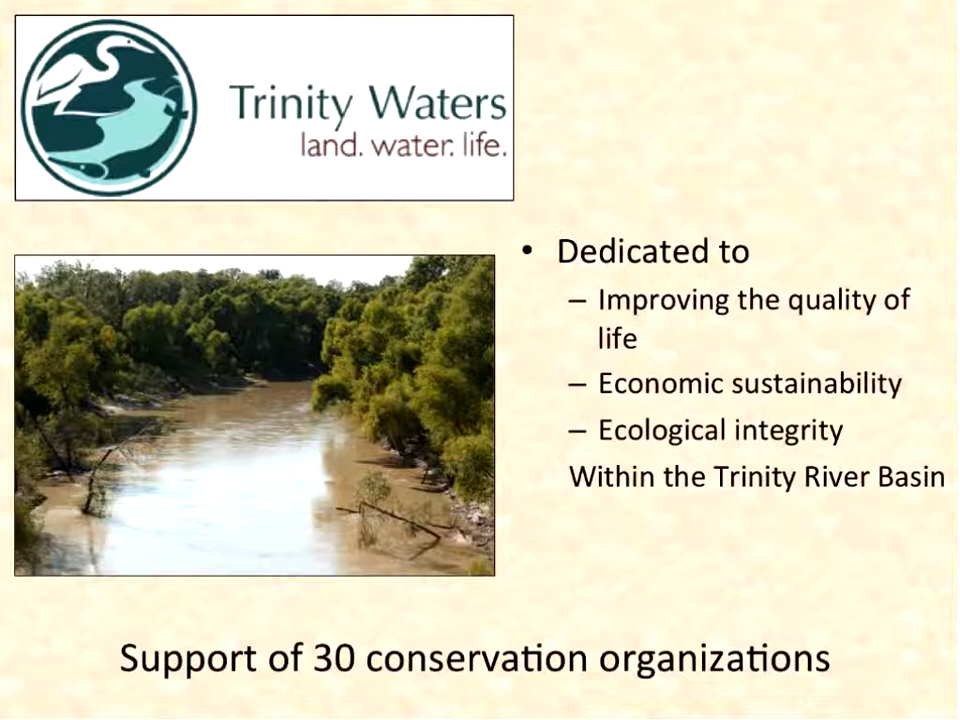 Trinity Waters
land. water. life.
• Dedicated to
– Improving the quality of
life
– Economic sustainability
– Ecological integrity
Within the Trinity River Basin
Support of 30 conservation organizations